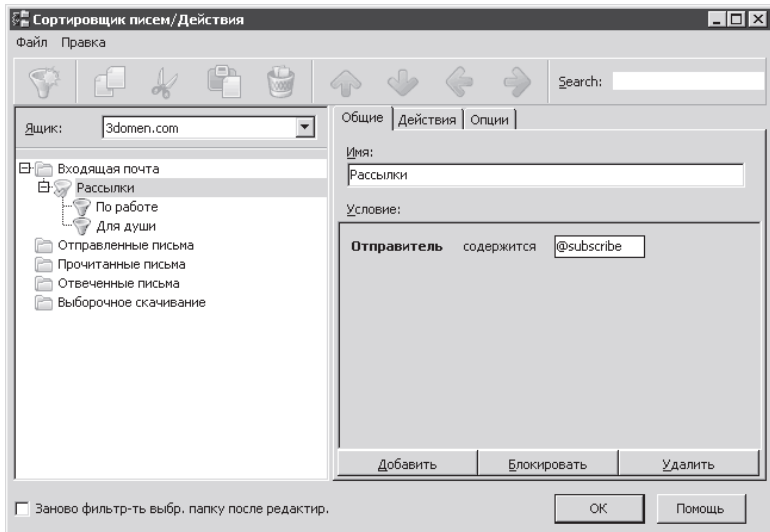 Сортировщик писем/Действия
Файл Правка
Search:
Ящик: 3domen.com
Входящая почта
Рассылки
По работе
Для души
Отправленные письма
Прочитанные письма
Отвеченные письма
Выборочное скачивание
Общие Действия Опции
Имя:
Рассылки
Условие:
Отправитель содержится @subscribe
Добавить Блокировать Удалить
Заново фильтр-ть выбр. папку после редактир.
ОК Помощь